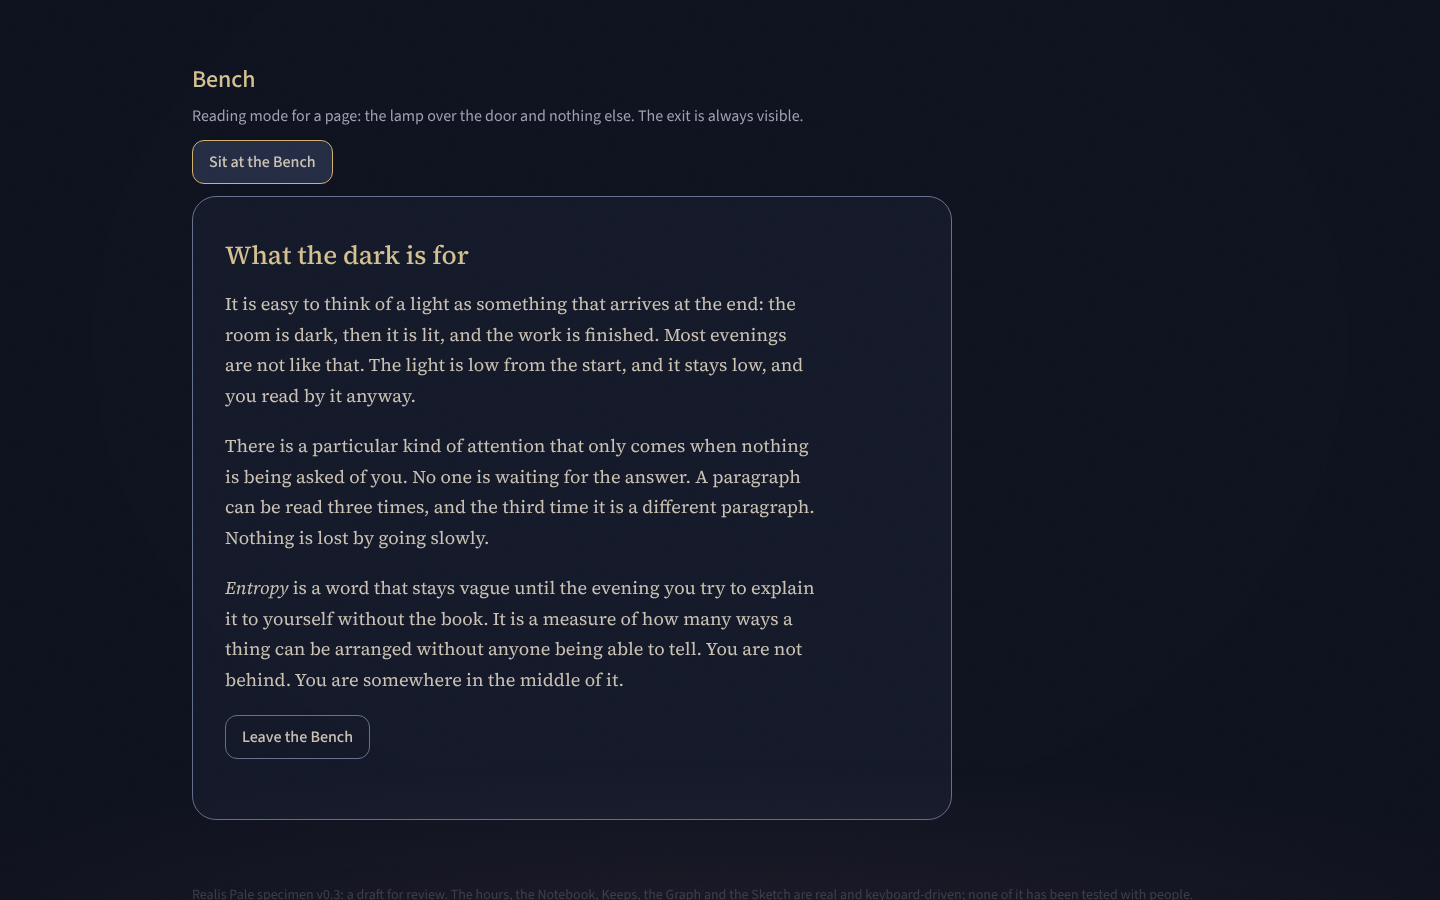 Bench
Reading mode for a page: the lamp over the door and nothing else. The exit is always visible.
Sit at the Bench
What the dark is for
It is easy to think of a light as something that arrives at the end: the
room is dark, then it is lit, and the work is finished. Most evenings
are not like that. The light is low from the start, and it stays low, and
you read by it anyway.
There is a particular kind of attention that only comes when nothing
is being asked of you. No one is waiting for the answer. A paragraph
can be read three times, and the third time it is a different paragraph.
Nothing is lost by going slowly.
Entropy is a word that stays vague until the evening you try to explain
it to yourself without the book. It is a measure of how many ways a
thing can be arranged without anyone being able to tell. You are not
behind. You are somewhere in the middle of it.
Leave the Bench
Realis Pale specimen v0.3: a draft for review. The hours, the Notebook, Keeps, the Graph and the Sketch are real and keyboard-driven; none of it has been tested with people.